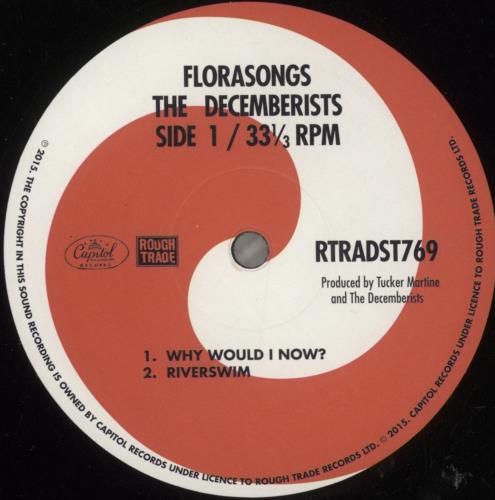 FLORASONGS
THE DECEMBERISTS
SIDE 1 / 33⅓ RPM
Capitol
RECORDS
ROUGH
TRADE
RTRADST769
Produced by Tucker Martine
and The Decemberists
1. WHY WOULD I NOW?
2. RIVERSWIM
℗ 2015. THE COPYRIGHT IN THIS SOUND RECORDING IS OWNED BY CAPITOL RECORDS UNDER LICENCE TO ROUGH TRADE RECORDS LTD. © 2015. CAPITOL RECORDS UNDER LICENCE TO ROUGH TRADE RECORDS LTD.